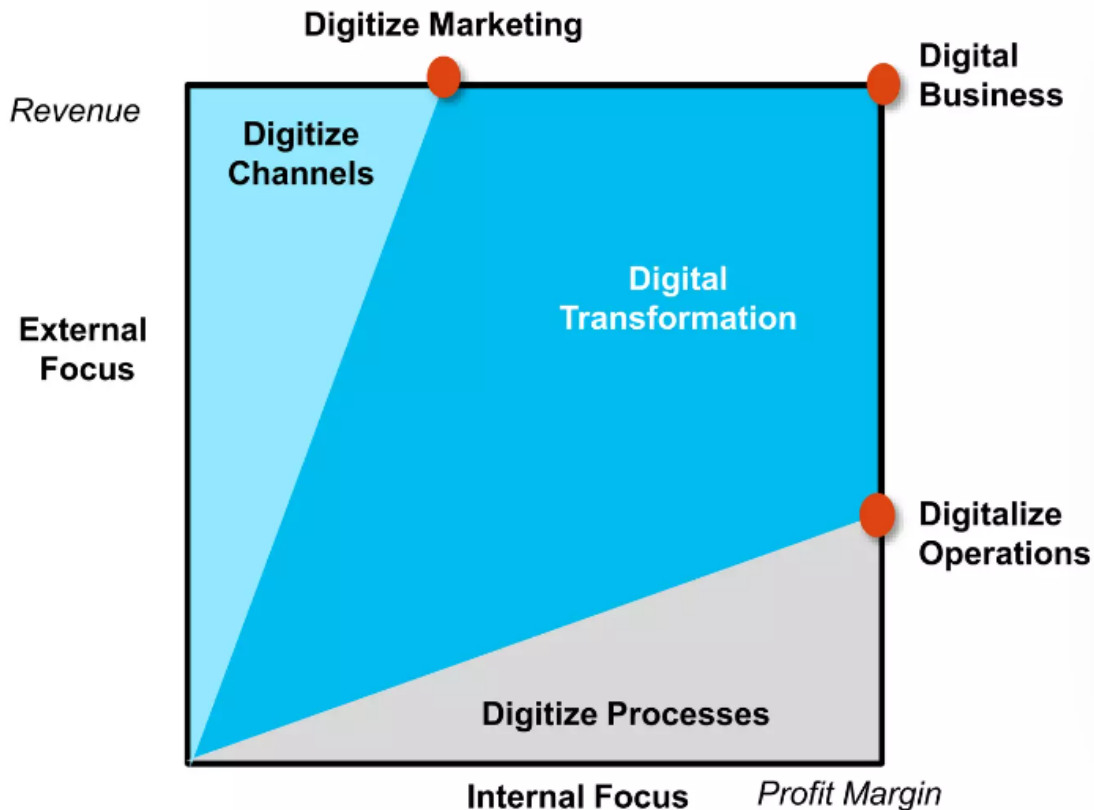 Digitize Marketing
Digital
Business
Revenue
Digitize
Channels
Digital
Transformation
External
Focus
Digitalize
Operations
Digitize Processes
Internal Focus
Profit Margin